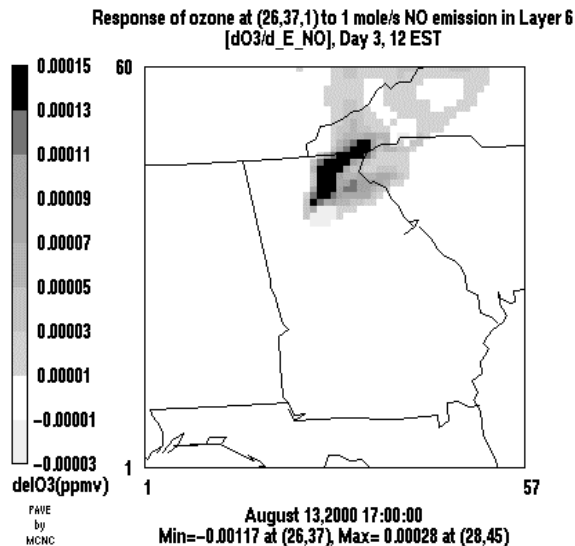 Response of ozone at (26,37,1) to 1 mole/s NO emission in Layer 6
[dO3/d_E_NO], Day 3, 12 EST
0.00015
0.00013
0.00011
0.00009
0.00007
0.00005
0.00003
0.00001
-0.00001
-0.00003
delO3(ppmv)
60
1
1
57
PAVE
by
MCNC
August 13,2000 17:00:00
Min=-0.00117 at (26,37), Max= 0.00028 at (28,45)